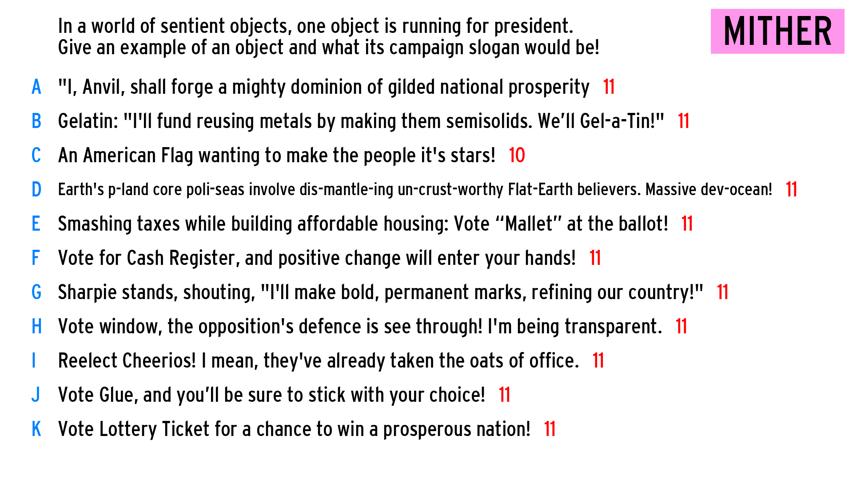 In a world of sentient objects, one object is running for president.
Give an example of an object and what its campaign slogan would be!
MITHER
A "I, Anvil, shall forge a mighty dominion of gilded national prosperity 11
B Gelatin: "I'll fund reusing metals by making them semisolids. We’ll Gel-a-Tin!" 11
C An American Flag wanting to make the people it's stars! 10
D Earth's p-land core poli-seas involve dis-mantle-ing un-crust-worthy Flat-Earth believers. Massive dev-ocean! 11
E Smashing taxes while building affordable housing: Vote “Mallet” at the ballot! 11
F Vote for Cash Register, and positive change will enter your hands! 11
G Sharpie stands, shouting, "I'll make bold, permanent marks, refining our country!" 11
H Vote window, the opposition's defence is see through! I'm being transparent. 11
I Reelect Cheerios! I mean, they've already taken the oats of office. 11
J Vote Glue, and you’ll be sure to stick with your choice! 11
K Vote Lottery Ticket for a chance to win a prosperous nation! 11